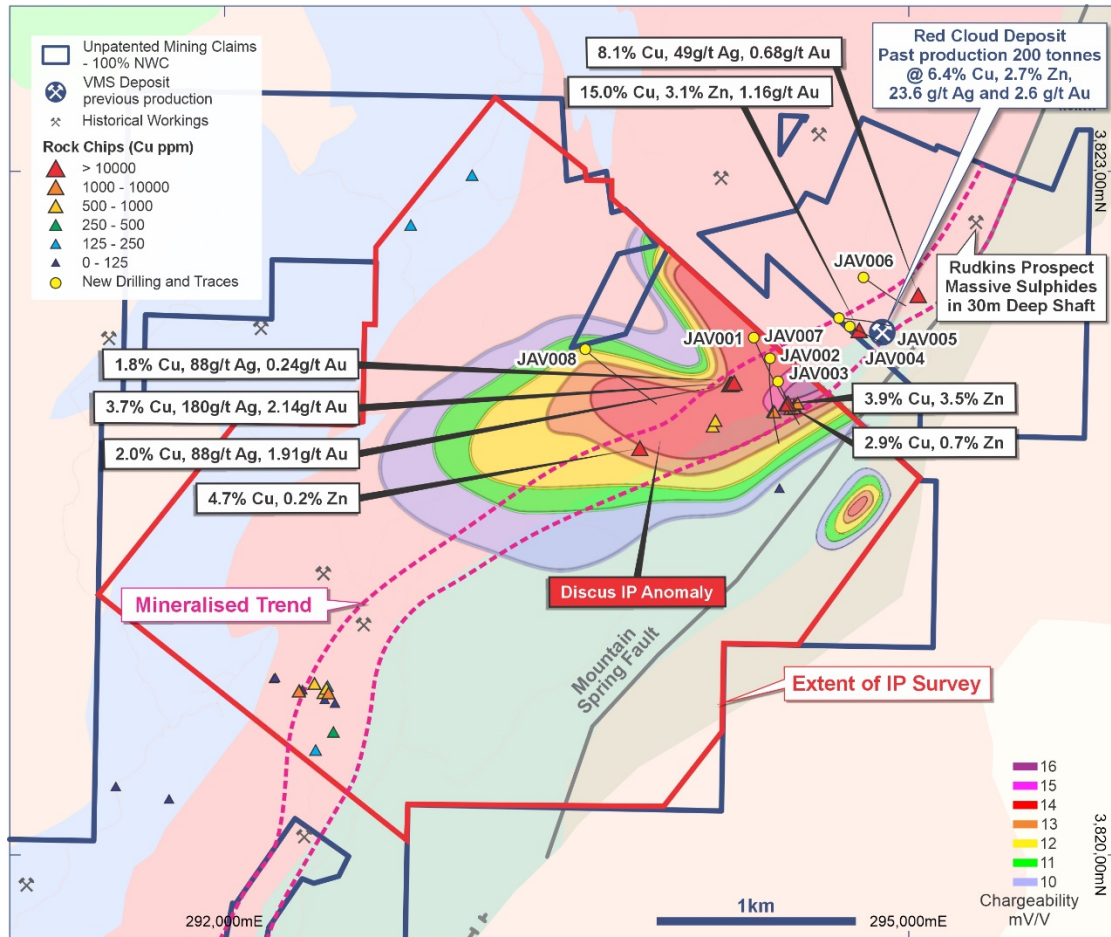 Unpatented Mining Claims
- 100% NWC
VMS Deposit
previous production
Historical Workings
Rock Chips (Cu ppm)
> 10000
1000 - 10000
500 - 1000
250 - 500
125 - 250
0 - 125
New Drilling and Traces
8.1% Cu, 49g/t Ag, 0.68g/t Au
15.0% Cu, 3.1% Zn, 1.16g/t Au
Red Cloud Deposit
Past production 200 tonnes
@ 6.4% Cu, 2.7% Zn,
23.6 g/t Ag and 2.6 g/t Au
3,823,00mN
Rudkins Prospect
Massive Sulphides
in 30m Deep Shaft
JAV006
JAV005
JAV004
JAV001
JAV007
JAV002
JAV003
JAV008
1.8% Cu, 88g/t Ag, 0.24g/t Au
3.7% Cu, 180g/t Ag, 2.14g/t Au
2.0% Cu, 88g/t Ag, 1.91g/t Au
4.7% Cu, 0.2% Zn
3.9% Cu, 3.5% Zn
2.9% Cu, 0.7% Zn
Discus IP Anomaly
Mineralised Trend
Mountain
Spring Fault
Extent of IP Survey
16
15
14
13
12
11
10
Chargeability
mV/V
3,820,00mN
292,000mE
1km
295,000mE